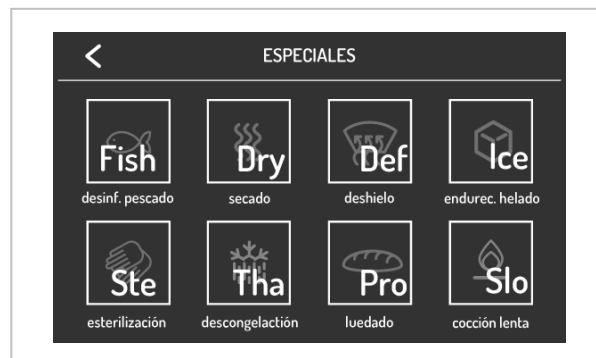 ESPECIALES
Fish Dry Def Ice
desinf. pescado secado deshielo endurec. helado
Ste Tha Pro Slo
esterilización descongelactión luedado cocción lenta